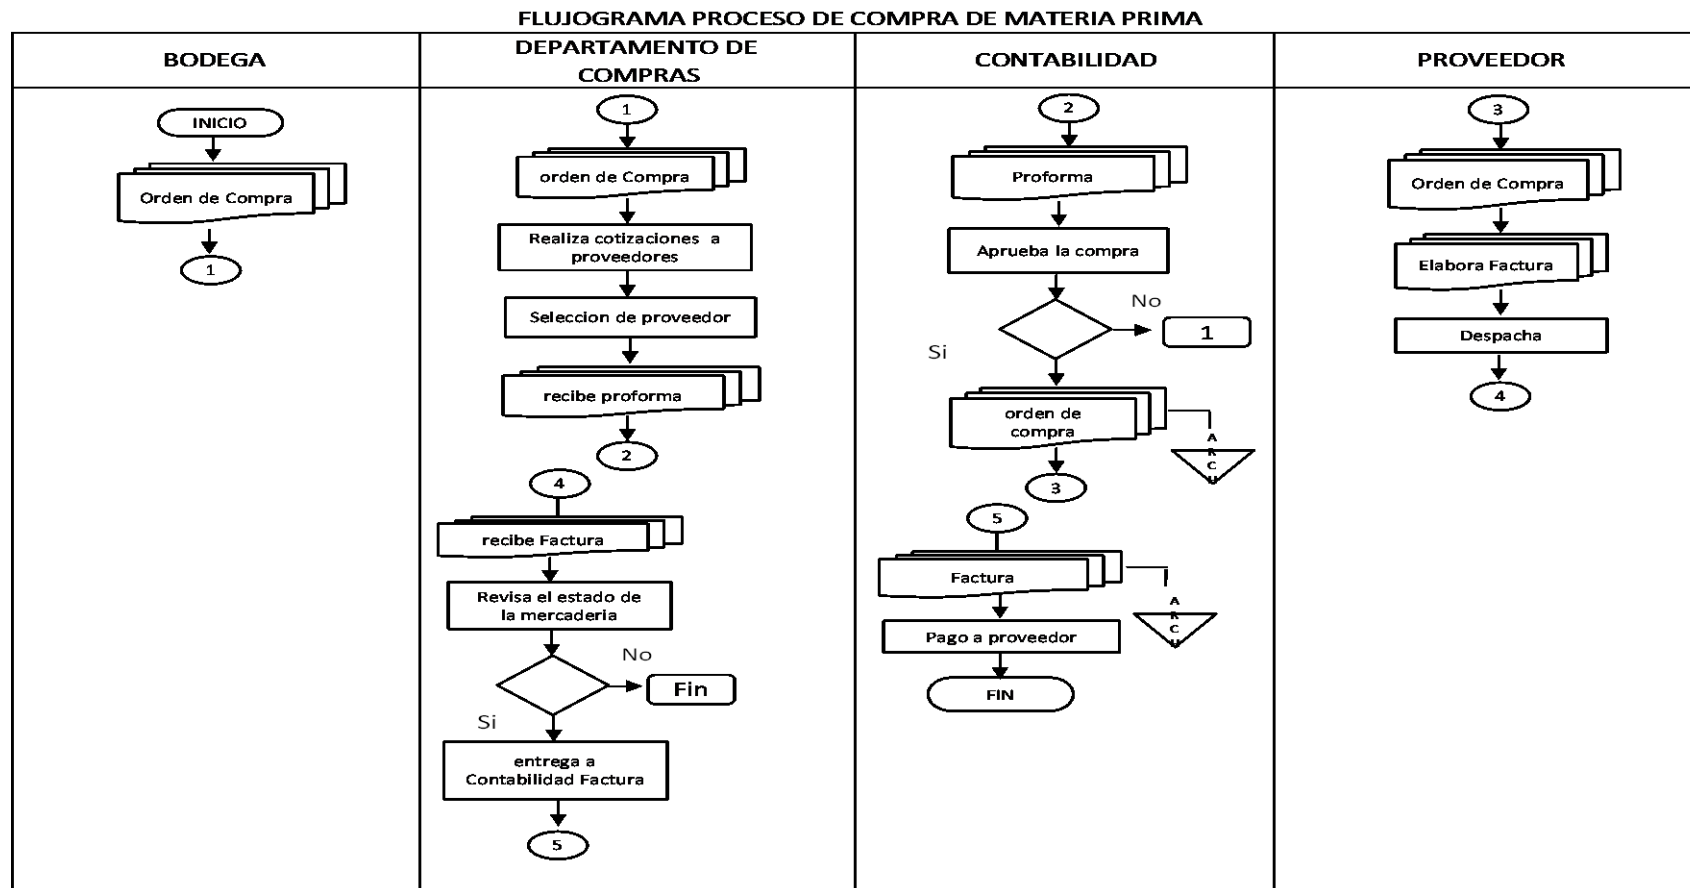 FLUJOGRAMA PROCESO DE COMPRA DE MATERIA PRIMA
BODEGA
INICIO
Orden de Compra
1
DEPARTAMENTO DE
COMPRAS
1
orden de Compra
Realiza cotizaciones a
proveedores
Seleccion de proveedor
recibe proforma
2
4
recibe Factura
Revisa el estado de
la mercaderia
No
Fin
Si
entrega a
Contabilidad Factura
5
CONTABILIDAD
2
Proforma
Aprueba la compra
No
1
Si
orden de
compra
3
5
Factura
Pago a proveedor
FIN
PROVEEDOR
3
Orden de Compra
Elabora Factura
Despacha
4